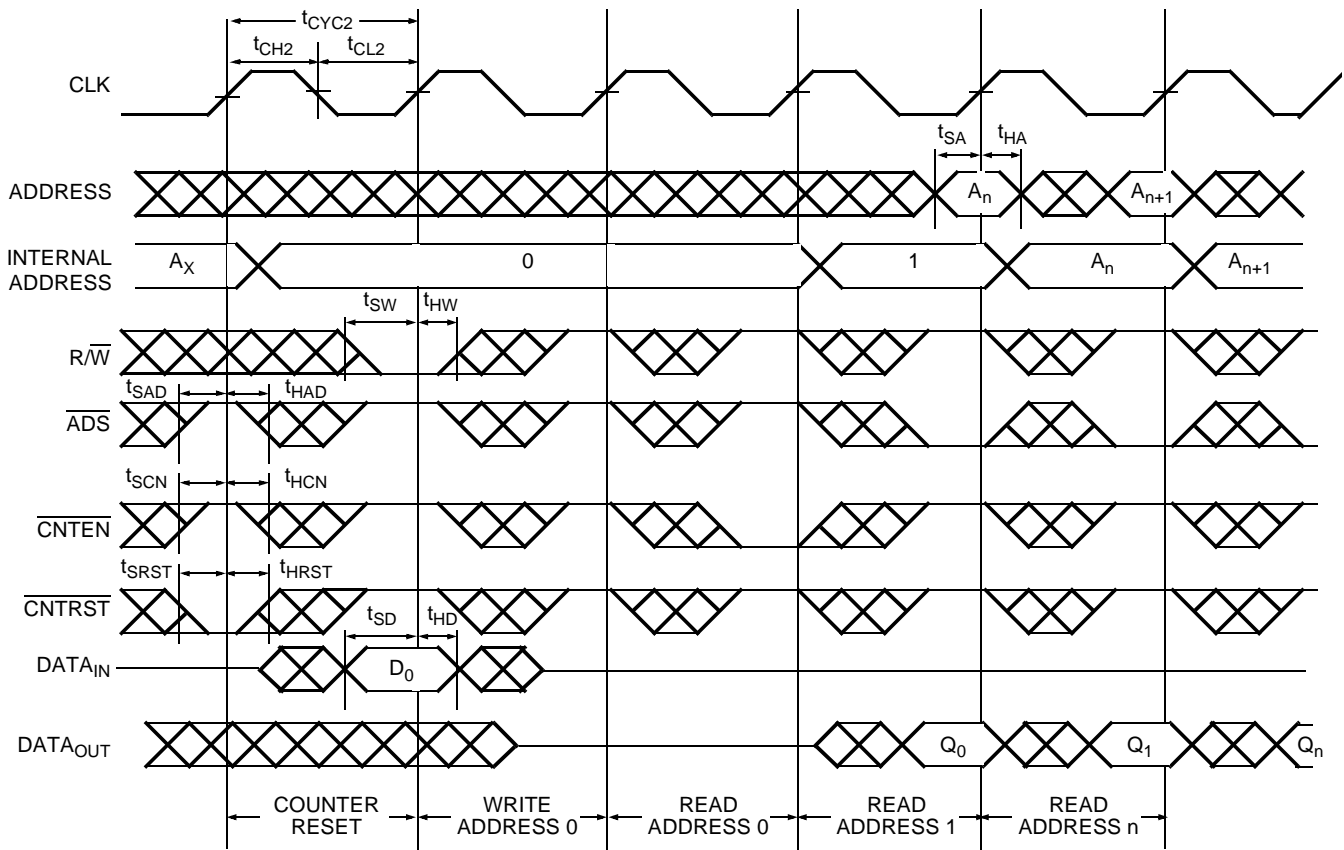 tCYC2
tCH2
tCL2
CLK
tSA
tHA
ADDRESS
An
An+1
INTERNAL
ADDRESS
AX
0
1
An
An+1
tSW
tHW
R/W
tSAD
tHAD
ADS
tSCN
tHCN
CNTEN
tSRST
tHRST
CNTRST
tSD
tHD
DATAIN
D0
DATAOUT
Q0
Q1
Qn
COUNTER
RESET
WRITE
ADDRESS 0
READ
ADDRESS 0
READ
ADDRESS 1
READ
ADDRESS n